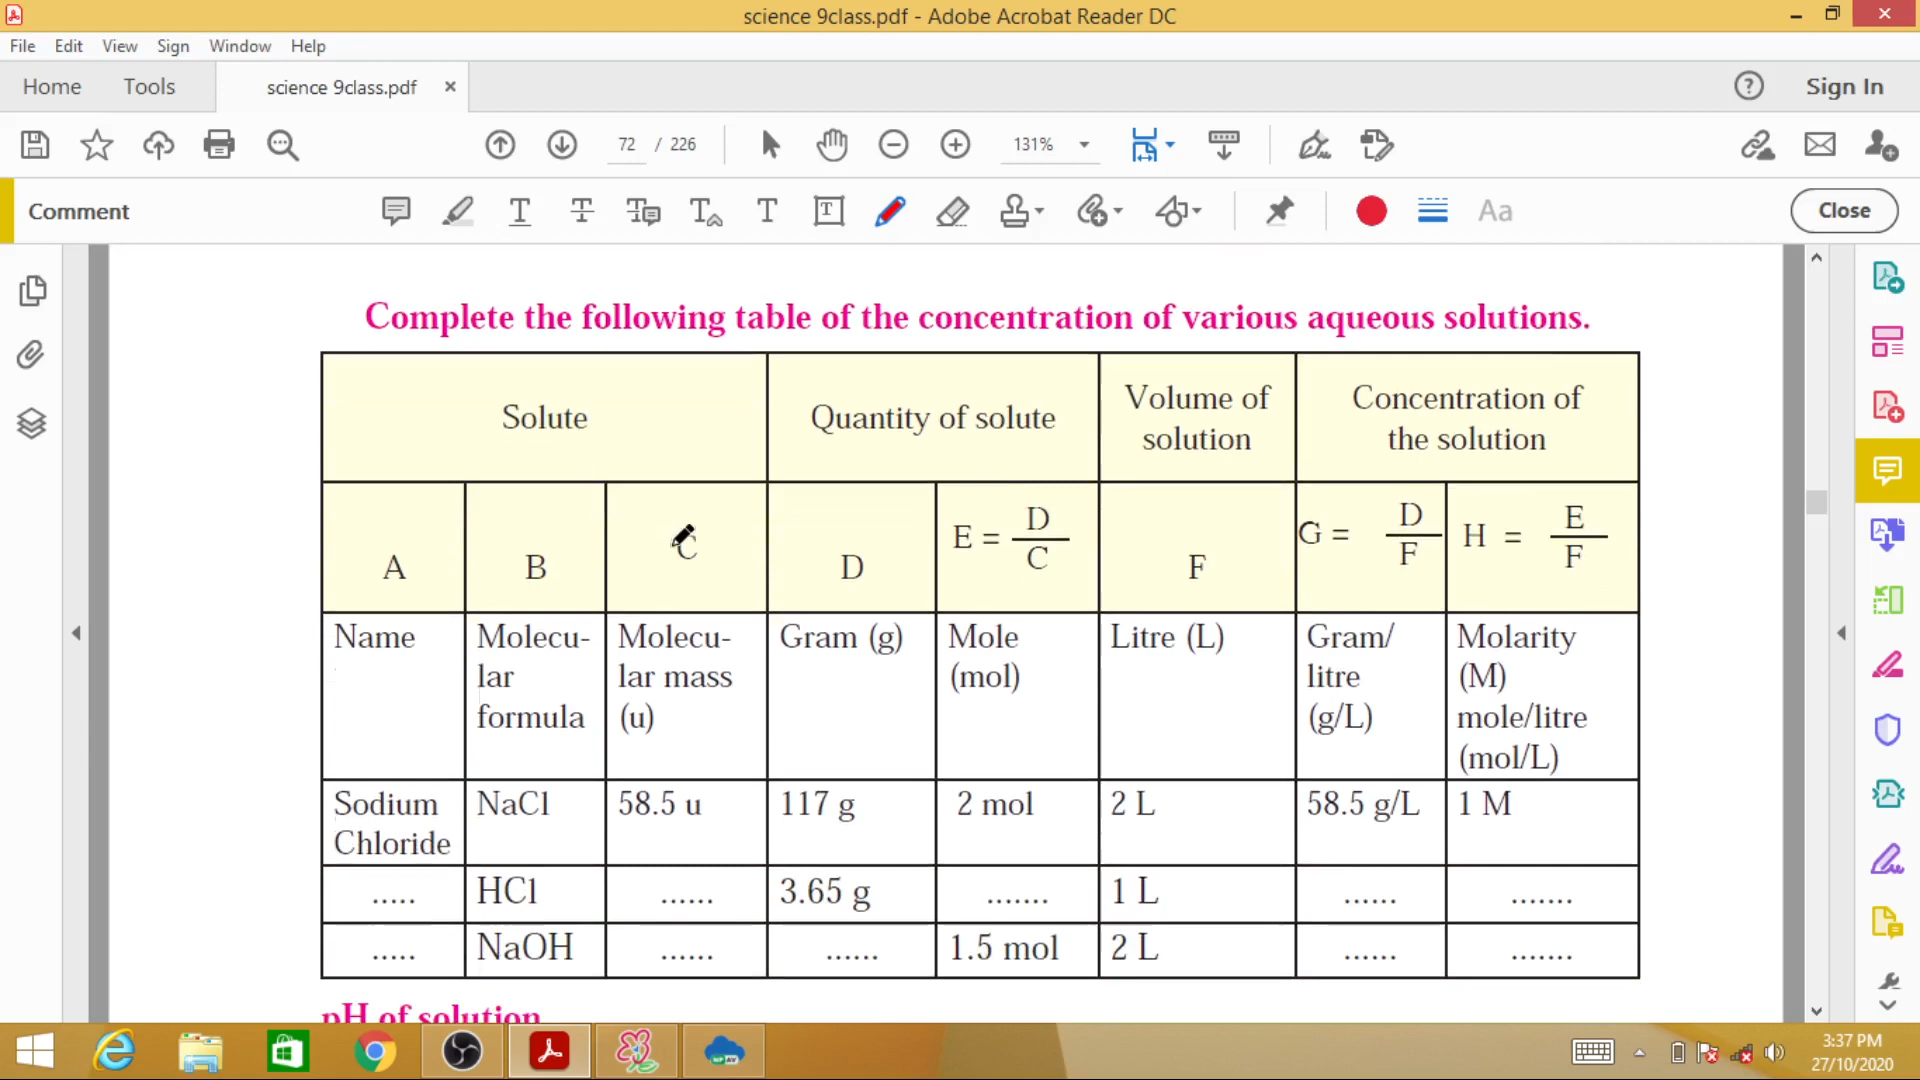 science 9class.pdf - Adobe Acrobat Reader DC
File Edit View Sign Window Help
Home Tools science 9class.pdf × Sign In
72 / 226 131%
Comment Aa Close
Complete the following table of the concentration of various aqueous solutions.
Solute Quantity of solute Volume of solution Concentration of the solution
A B C D E = D/C F G = D/F H = E/F
Name Molecu-lar formula Molecu-lar mass (u) Gram (g) Mole (mol) Litre (L) Gram/litre (g/L) Molarity (M) mole/litre (mol/L)
Sodium Chloride NaCl 58.5 u 117 g 2 mol 2 L 58.5 g/L 1 M
..... HCl ...... 3.65 g ....... 1 L ...... .......
..... NaOH ...... ...... 1.5 mol 2 L ...... .......
pH of solution
3:37 PM
27/10/2020